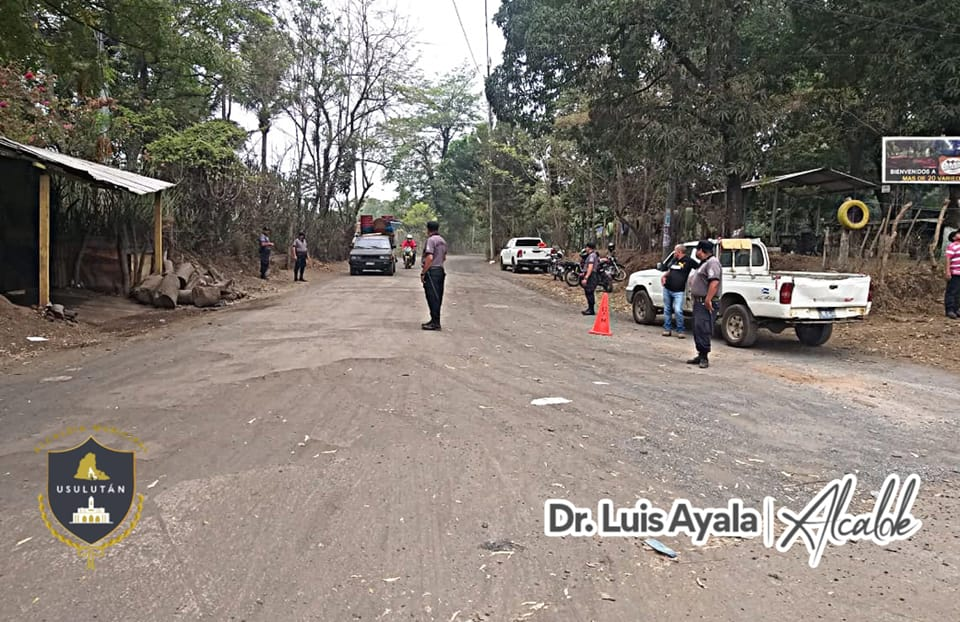 BIENVENIDOS A
MAS DE 20 VARIED
USULUTÁN
Dr. Luis Ayala | Alcalde